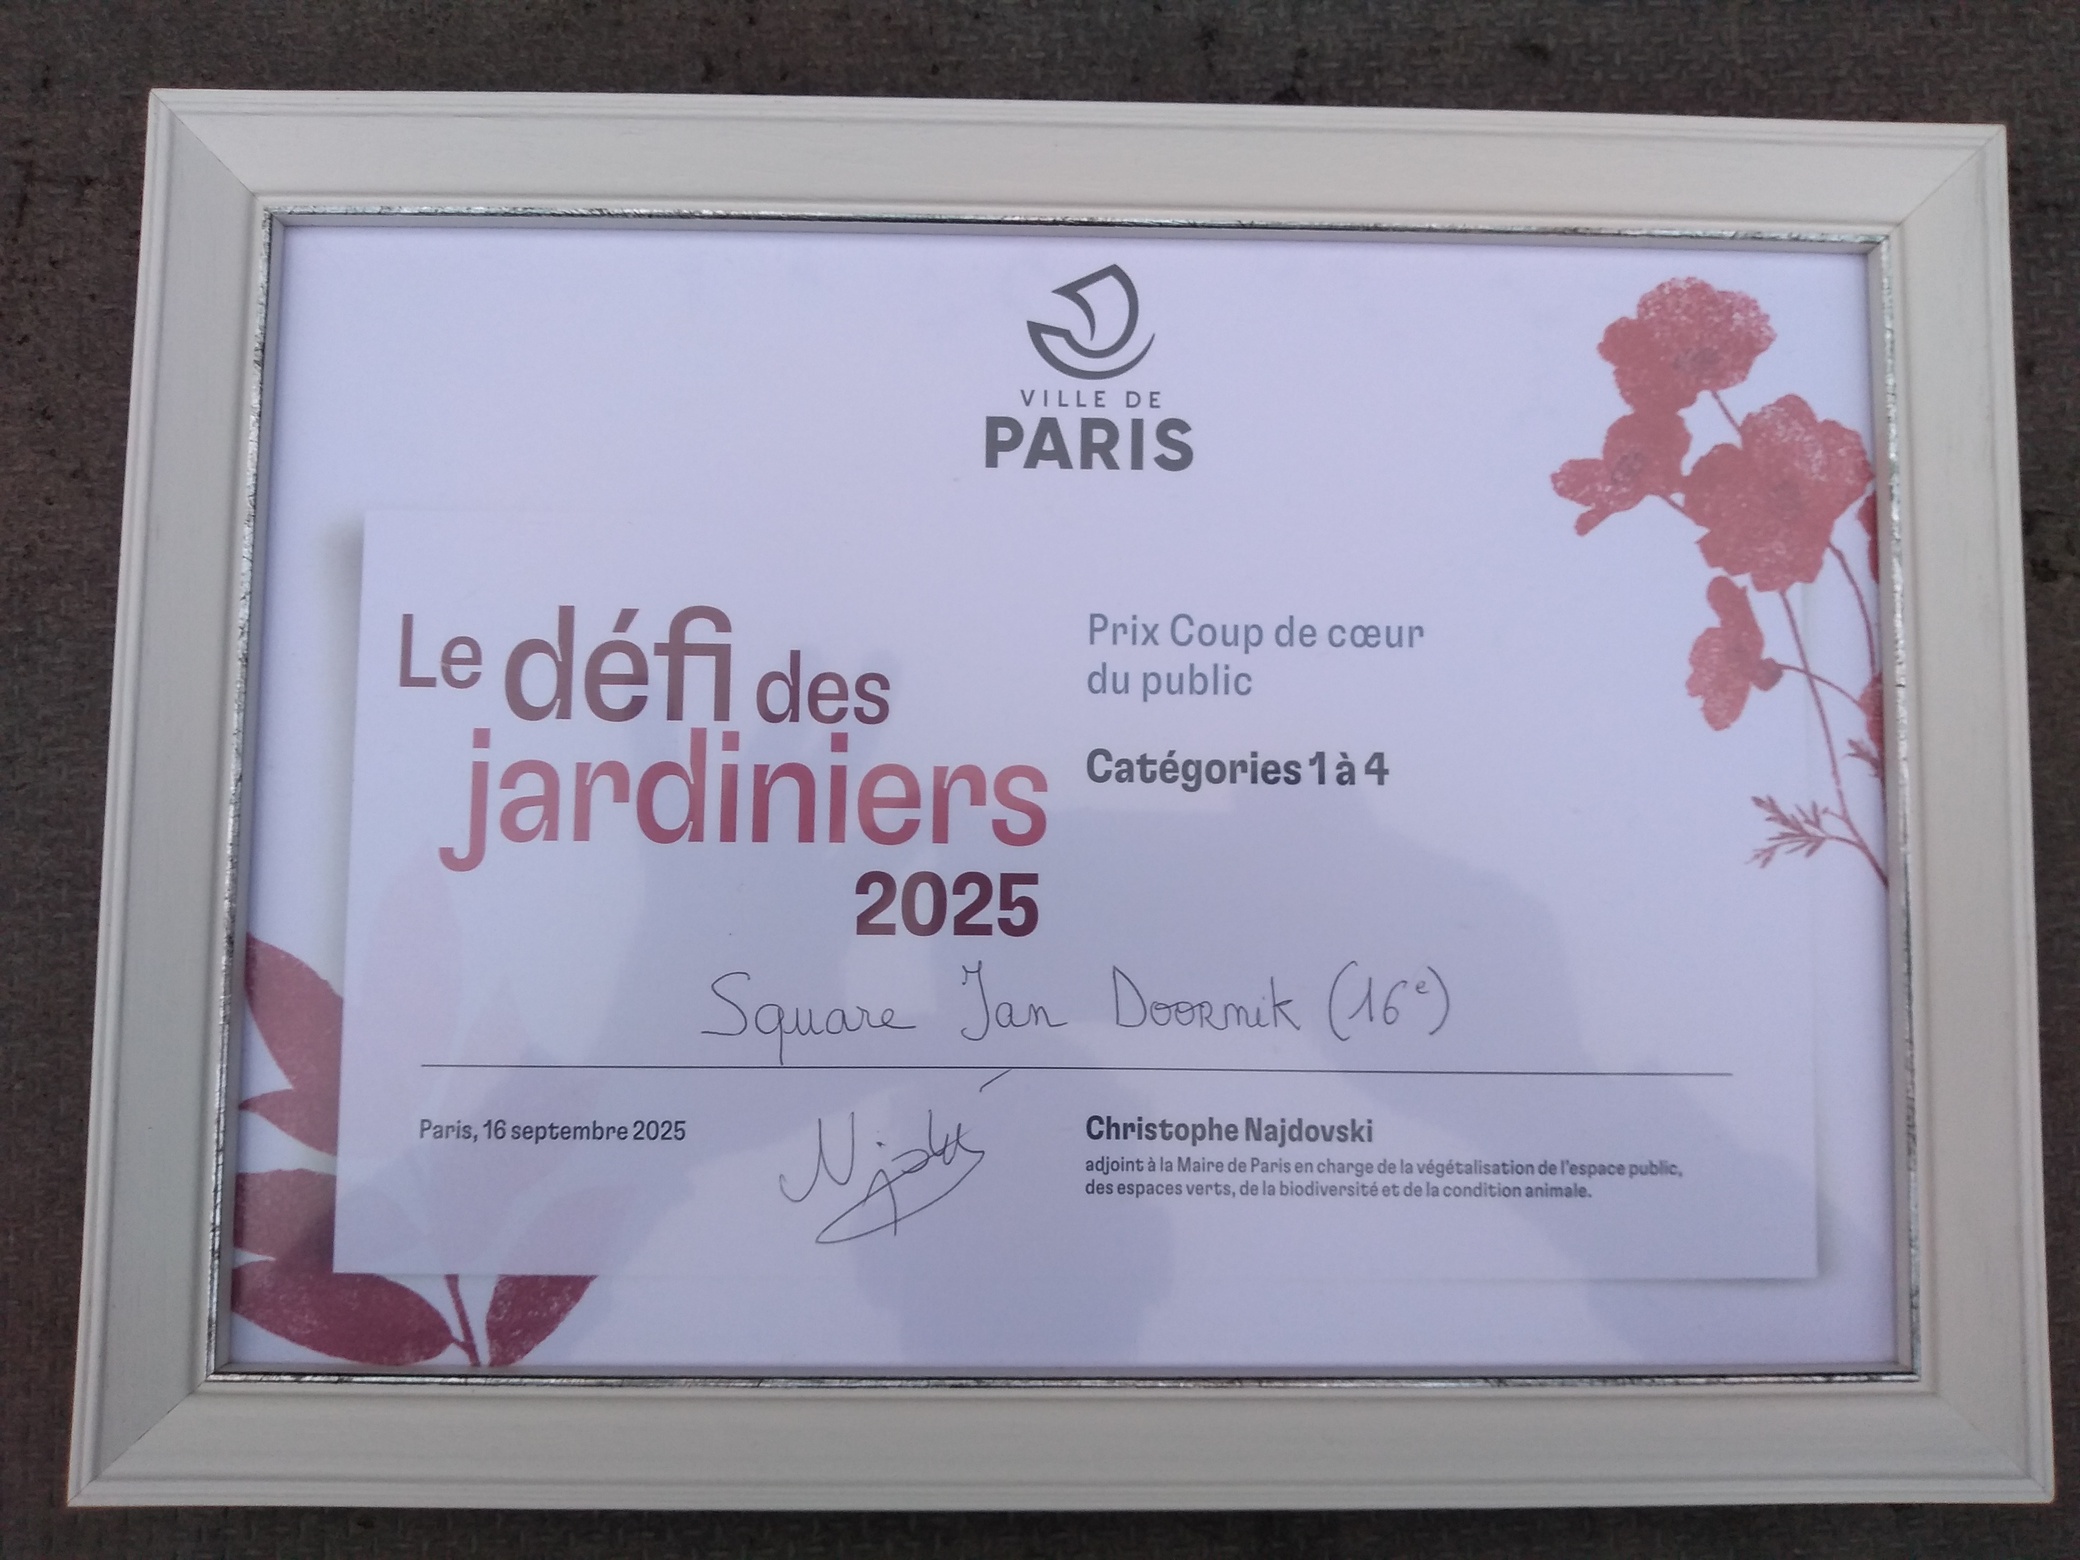 VILLE DE
PARIS
Le défi des
jardiniers
2025
Prix Coup de cœur
du public
Catégories 1 à 4
Square Jan Doornik (16e)
Paris, 16 septembre 2025
Christophe Najdovski
adjoint à la Maire de Paris en charge de la végétalisation de l'espace public,
des espaces verts, de la biodiversité et de la condition animale.